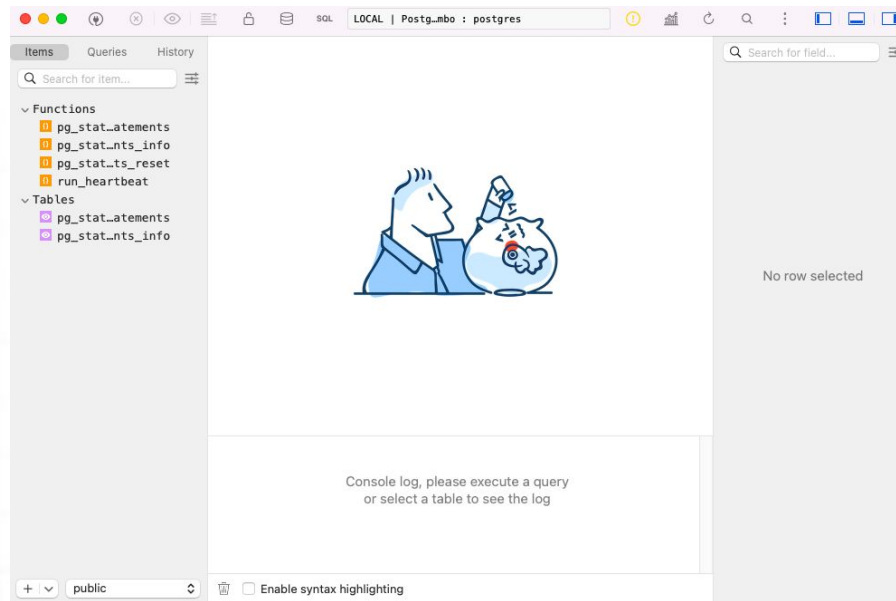 SQL
LOCAL | Postg…mbo : postgres
Items Queries History
Search for item...
Functions
pg_stat…atements
pg_stat…nts_info
pg_stat…ts_reset
run_heartbeat
Tables
pg_stat…atements
pg_stat…nts_info
public
Console log, please execute a query
or select a table to see the log
Enable syntax highlighting
Search for field...
No row selected